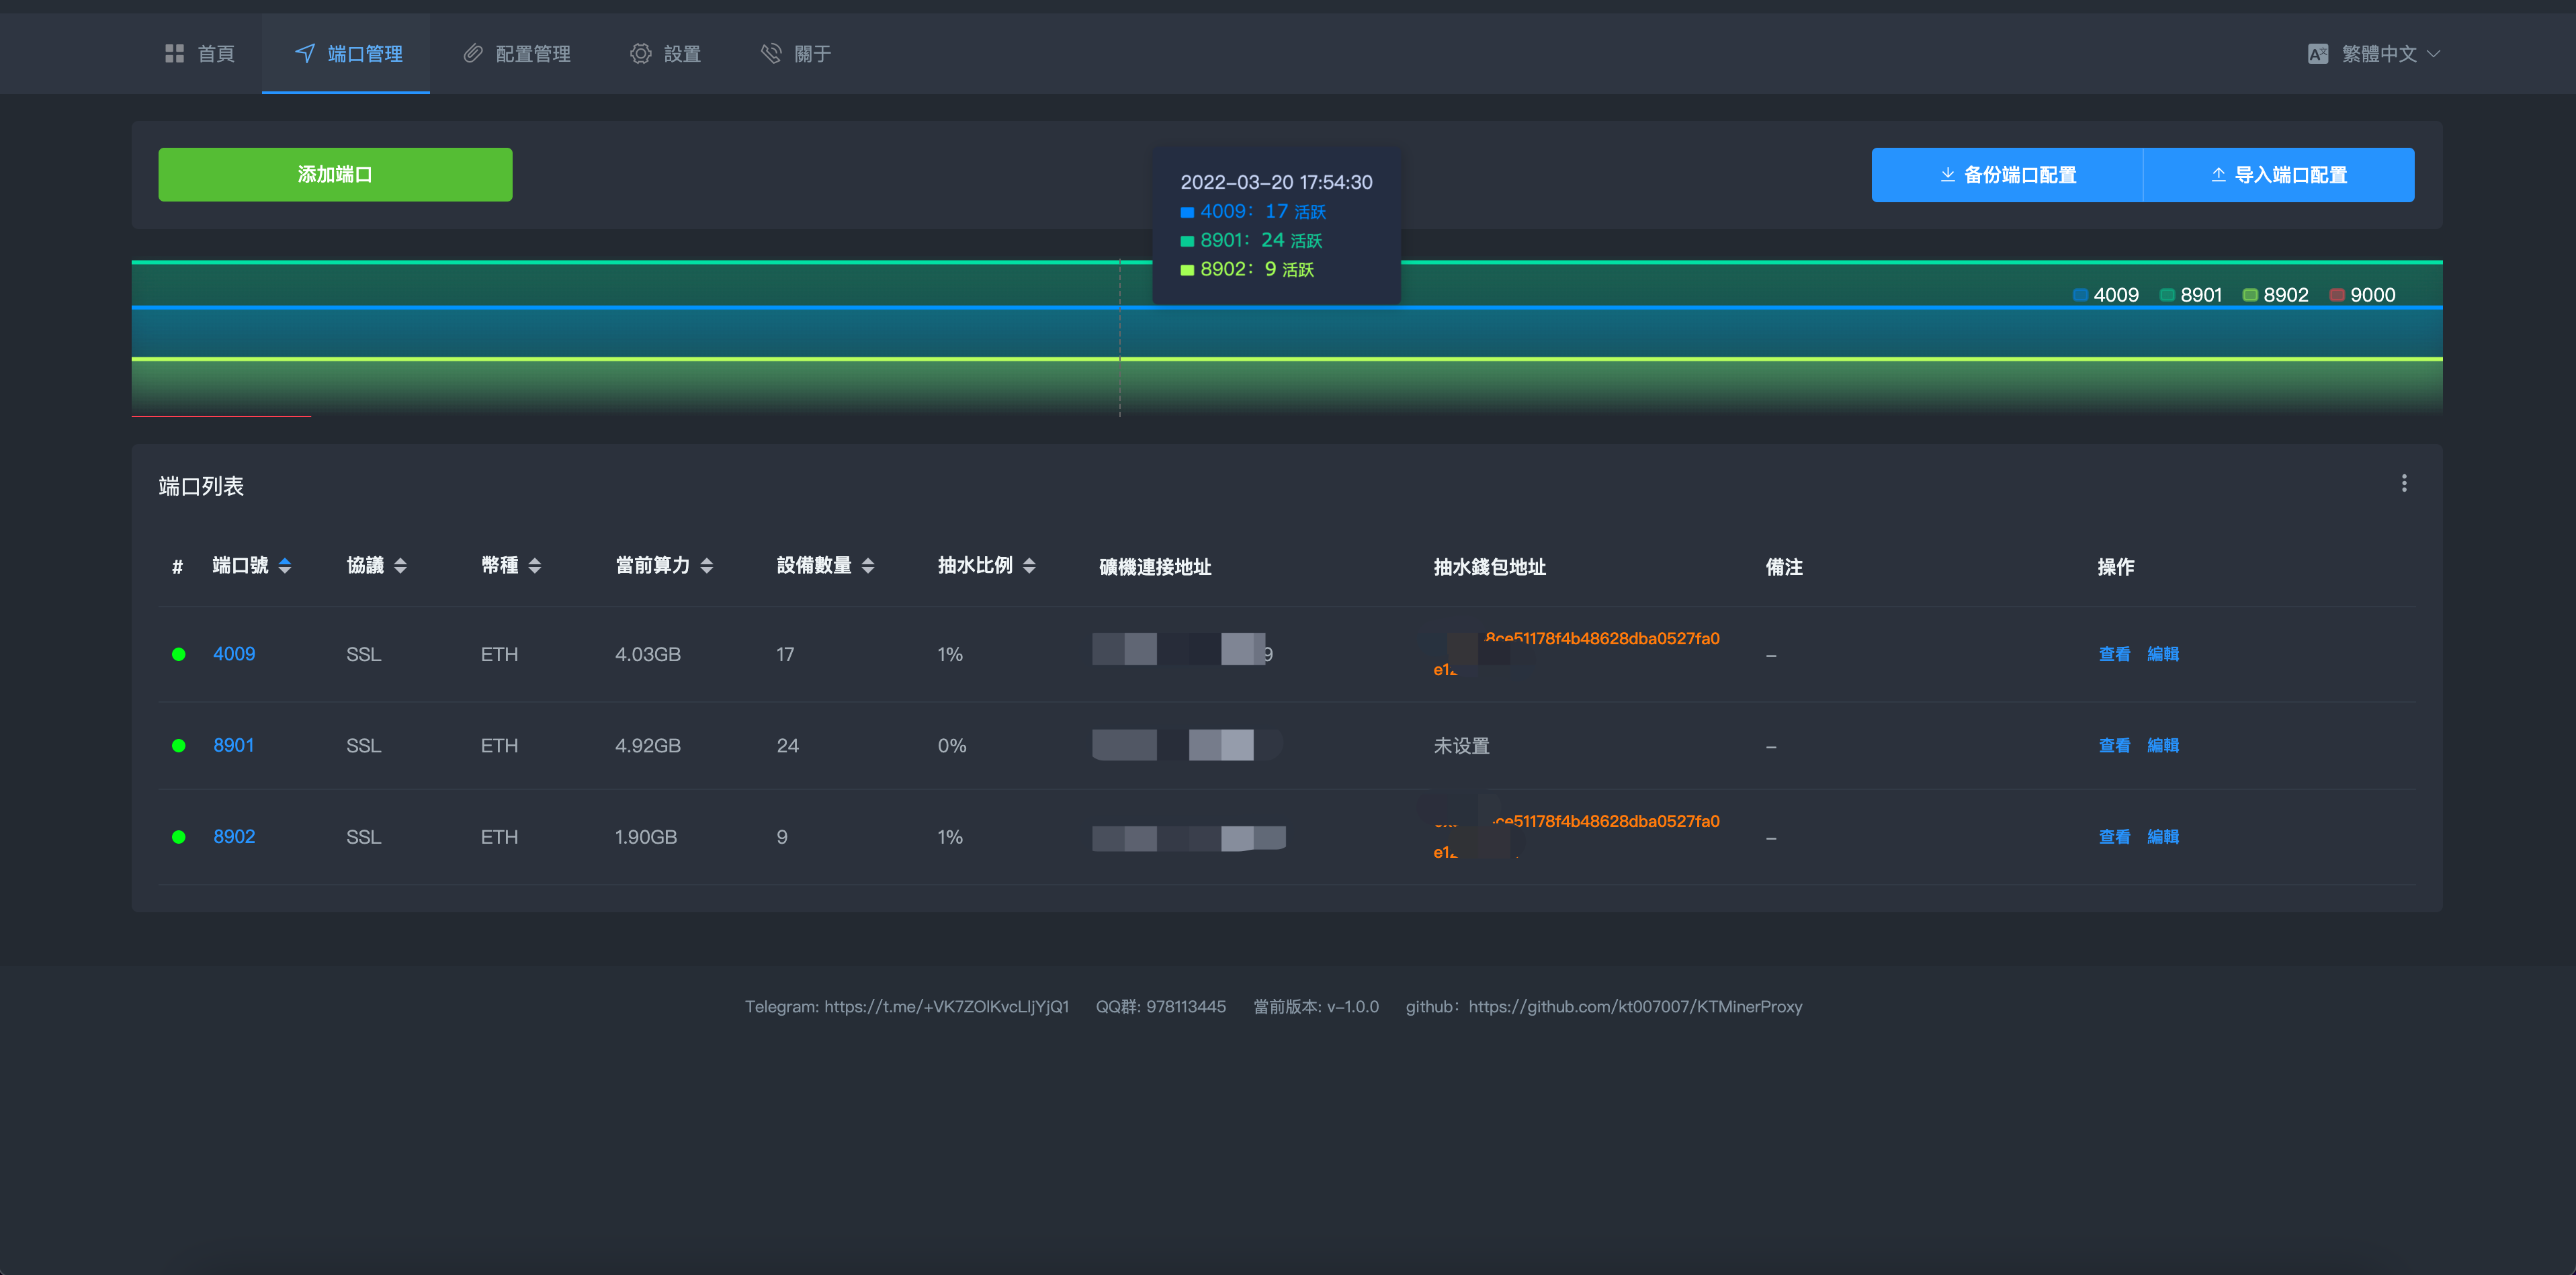 首頁 端口管理 配置管理 設置 關于 繁體中文
添加端口 备份端口配置 导入端口配置
2022-03-20 17:54:30
4009: 17 活跃
8901: 24 活跃
8902: 9 活跃
4009 8901 8902 9000
端口列表
# 端口號 協議 幣種 當前算力 設備數量 抽水比例 礦機連接地址 抽水錢包地址 備注 操作
4009 SSL ETH 4.03GB 17 1% 9 8ce51178f4b48628dba0527fa0 – 查看 編輯
e1
8901 SSL ETH 4.92GB 24 0% 未设置 – 查看 編輯
8902 SSL ETH 1.90GB 9 1% ce51178f4b48628dba0527fa0 – 查看 編輯
e1
Telegram: https://t.me/+VK7ZOlKvcLljYjQ1 QQ群: 978113445 當前版本: v-1.0.0 github: https://github.com/kt007007/KTMinerProxy